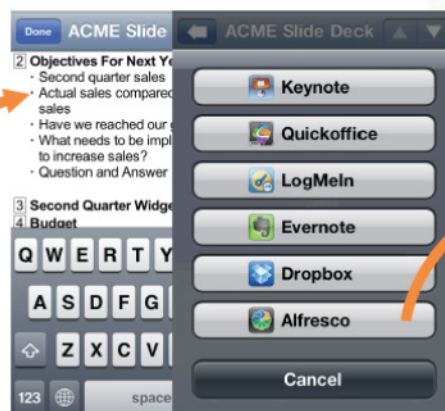 Done ACME Slide
2 Objectives For Next Ye
· Second quarter sales
· Actual sales compared
sales
· Have we reached our
· What needs to be impl
to increase sales?
· Question and Answer
3 Second Quarter Widge
4 Budget
Q W E R T Y
A S D F G
Z X C V
123 space
ACME Slide Deck
Keynote
Quickoffice
LogMeIn
Evernote
Dropbox
Alfresco
Cancel